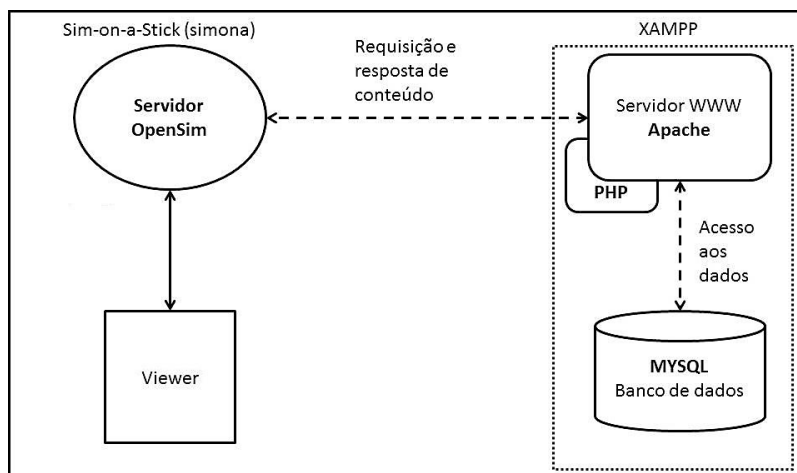 Sim-on-a-Stick (simona)
Servidor
OpenSim
Requisição e
resposta de
conteúdo
XAMPP
Servidor WWW
Apache
PHP
Acesso
aos
dados
Viewer
MYSQL
Banco de dados